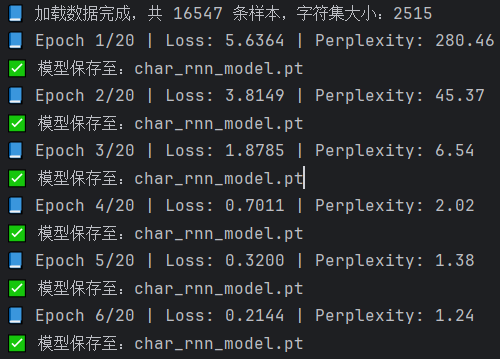 📘 加载数据完成，共 16547 条样本，字符集大小：2515
📘 Epoch 1/20 | Loss: 5.6364 | Perplexity: 280.46
✅ 模型保存至：char_rnn_model.pt
📘 Epoch 2/20 | Loss: 3.8149 | Perplexity: 45.37
✅ 模型保存至：char_rnn_model.pt
📘 Epoch 3/20 | Loss: 1.8785 | Perplexity: 6.54
✅ 模型保存至：char_rnn_model.pt
📘 Epoch 4/20 | Loss: 0.7011 | Perplexity: 2.02
✅ 模型保存至：char_rnn_model.pt
📘 Epoch 5/20 | Loss: 0.3200 | Perplexity: 1.38
✅ 模型保存至：char_rnn_model.pt
📘 Epoch 6/20 | Loss: 0.2144 | Perplexity: 1.24
✅ 模型保存至：char_rnn_model.pt